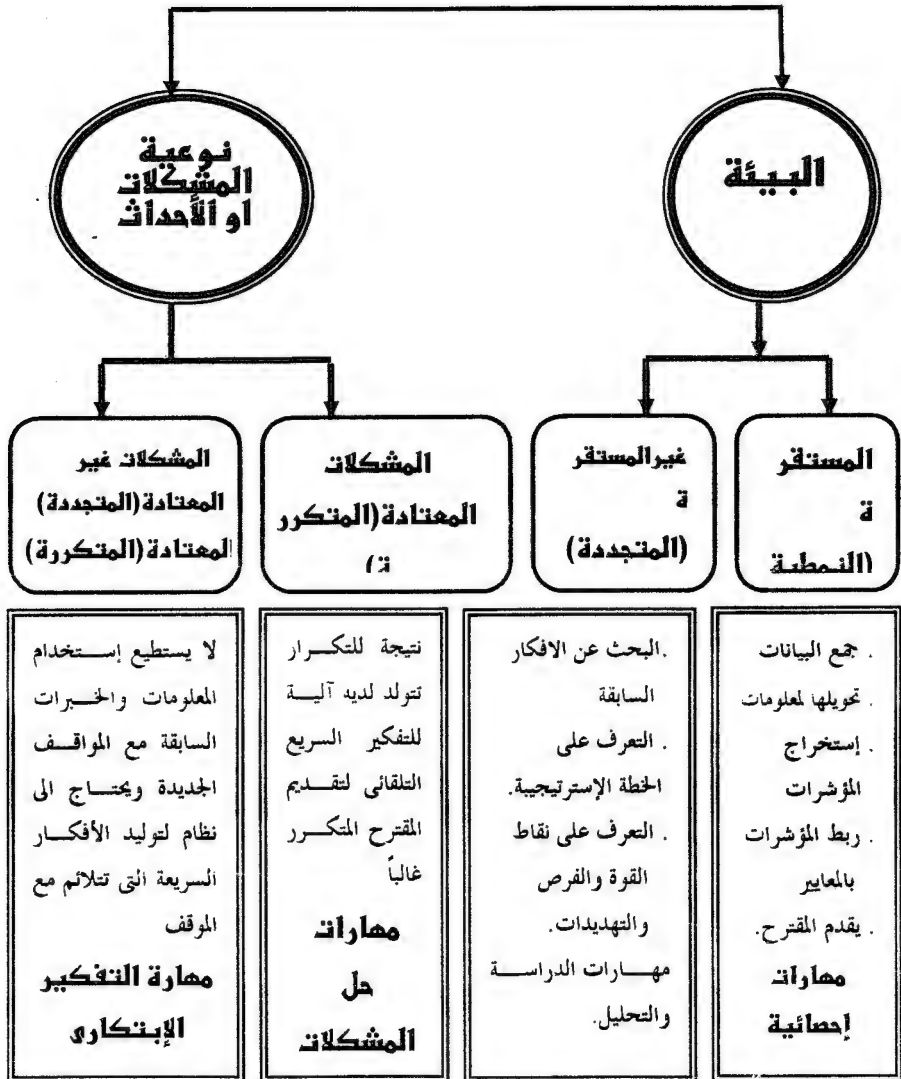 البيئة
نوعية
المشكلات
او الأحداث
المستقر
ة
(النمطية
غيرالمستقر
ة
(المتجددة)
المشكلات
المعتادة(المتكرر
ة)
المشكلات غير
المعتادة(المتجددة)
المعتادة(المتكررة)
. جمع البيانات
. تحويلها لمعلومات
. إستخراج
المؤشرات
. ربط المؤشرات
بالمعايير
. يقدم المقترح.
مهارات
إحصائية
.البحث عن الافكار
السابقة
. التعرف على
الخطة الإستراتيجية.
. التعرف على نقاط
القوة والفرص
والتهديدات.
مهارات الدراسة
والتحليل.
نتيجة للتكرار
تتولد لديه آلية
للتفكير السريع
التلقائى لتقديم
المقترح المتكرر
غالباً
مهارات
حل
المشكلات
لا يستطيع إستخدام
المعلومات والخبرات
السابقة مع المواقف
الجديدة ويحتاج الى
نظام لتوليد الأفكار
السريعة التى تتلائم مع
الموقف
مهارة التفكير
الإبتكارى